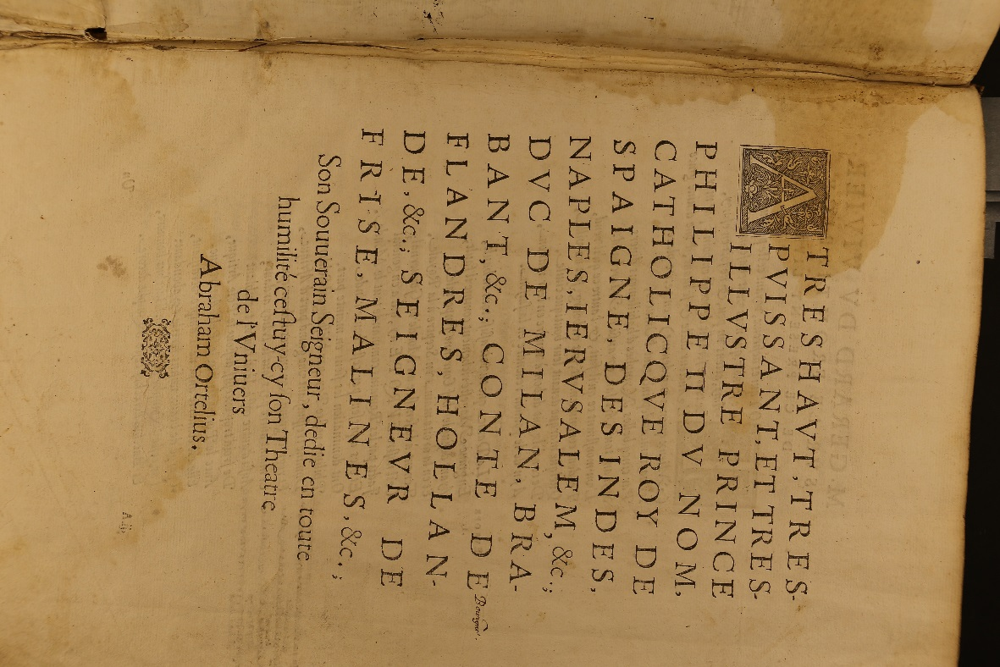 A TRESHAVT, TRES-
PVISSANT, ET TRES-
ILLVSTRE PRINCE
PHILIPPE II DV NOM,
CATHOLICQVE ROY DE
SPAIGNE, DES INDES,
NAPLES, IERVSALEM, &c.;
DVC DE MILAN, BRA-
BANT, &c.; CONTE DE
FLANDRES, HOLLAN-
DE, &c.; SEIGNEVR DE
FRISE, MALINES, &c.;
Son Souuerain Seigneur, dedie en toute
humilité ceſtuy-cy ſon Theatre
de l'Vniuers
Abraham Ortelius.
A iij